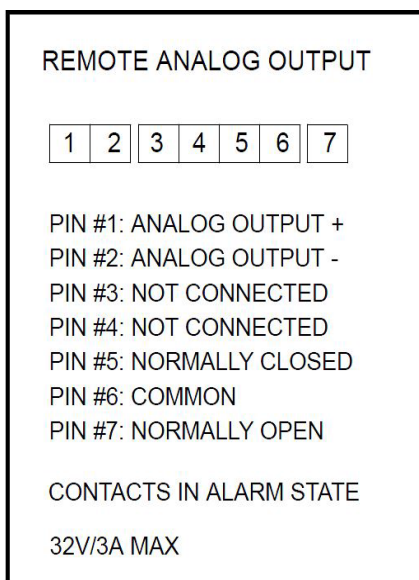 REMOTE ANALOG OUTPUT
1 2 3 4 5 6 7
PIN #1: ANALOG OUTPUT +
PIN #2: ANALOG OUTPUT -
PIN #3: NOT CONNECTED
PIN #4: NOT CONNECTED
PIN #5: NORMALLY CLOSED
PIN #6: COMMON
PIN #7: NORMALLY OPEN
CONTACTS IN ALARM STATE
32V/3A MAX